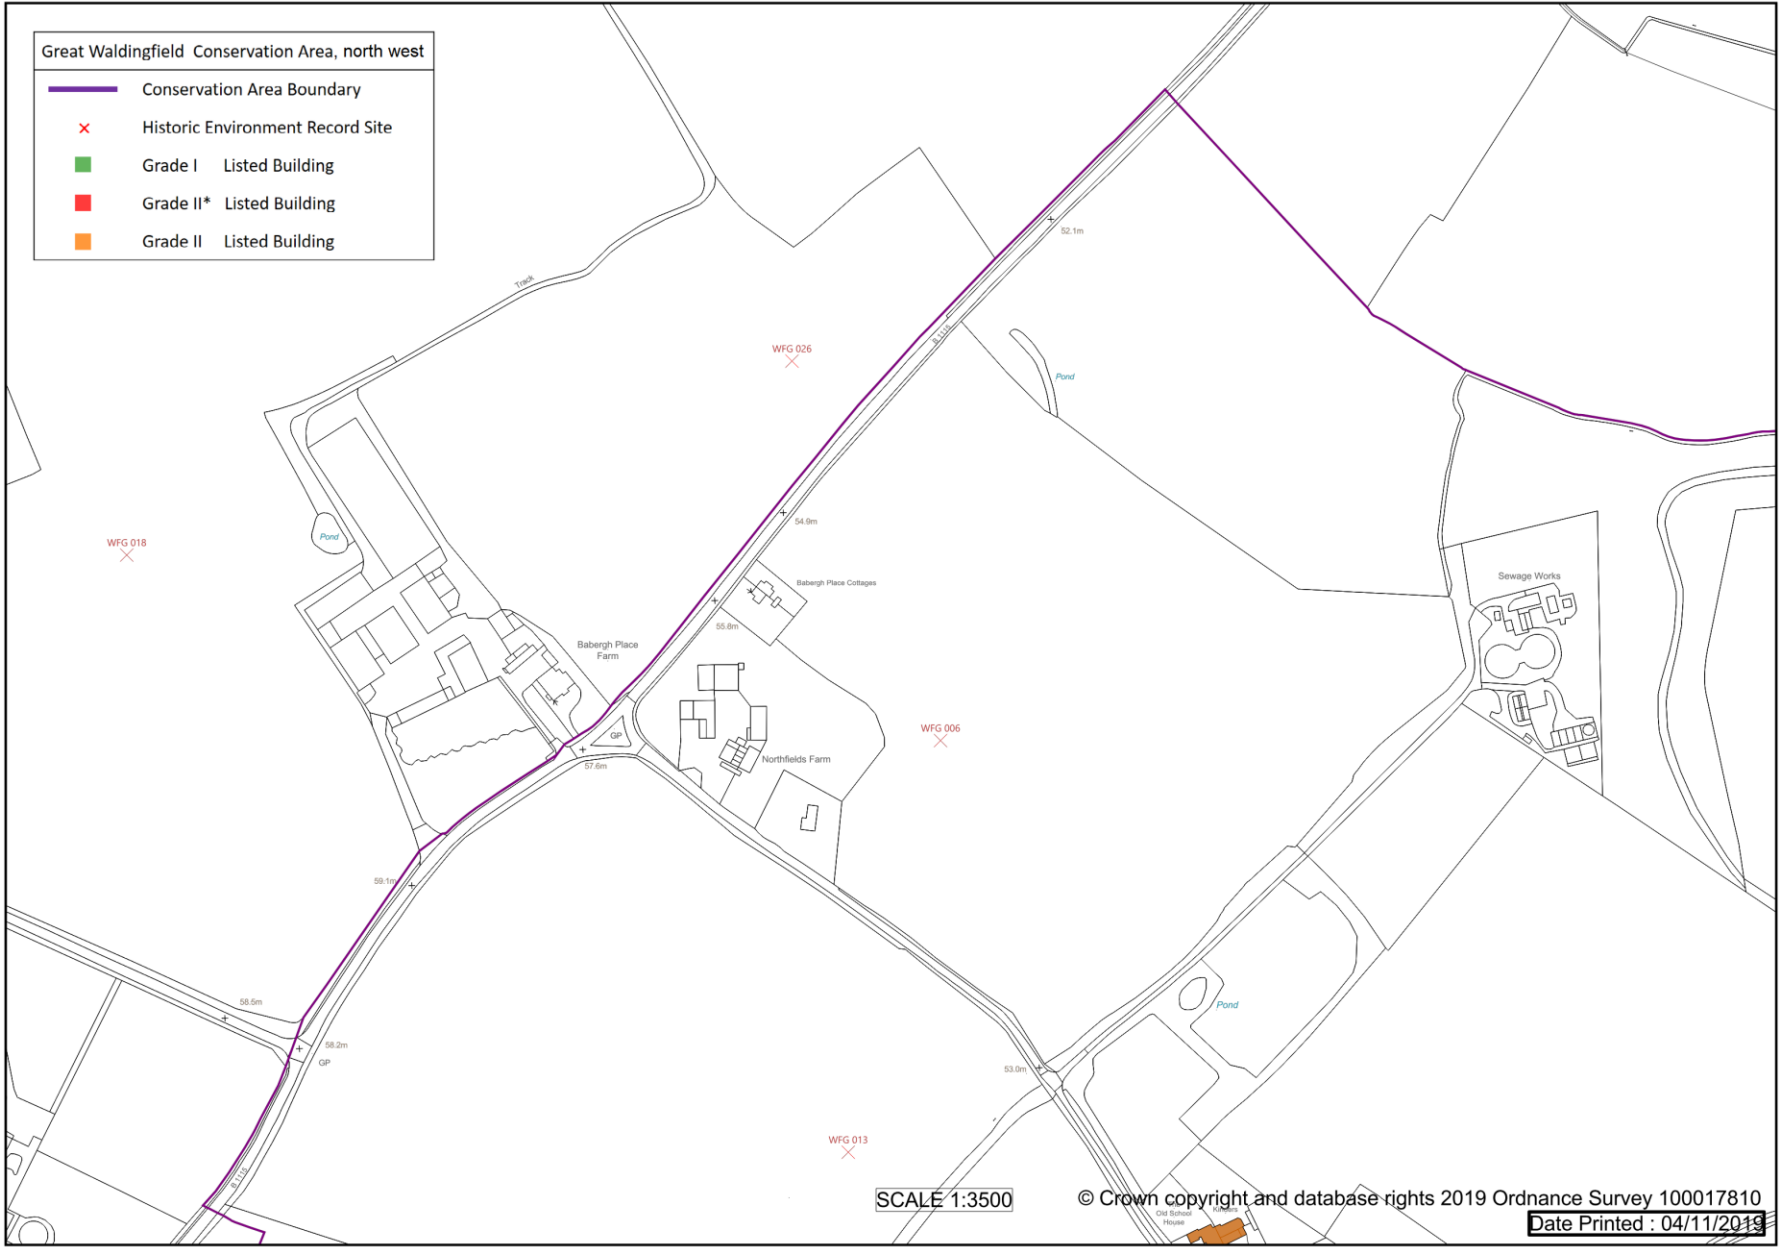 Great Waldingfield Conservation Area, north west
Conservation Area Boundary
Historic Environment Record Site
Grade I Listed Building
Grade II* Listed Building
Grade II Listed Building
52.1m
Track
B 1115
WFG 026
Pond
54.9m
Pond
WFG 018
Sewage Works
Babergh Place Cottages
55.8m
Babergh Place
Farm
WFG 006
GP
57.6m
Northfields Farm
59.1m
58.5m
Pond
58.2m
GP
53.0m
WFG 013
B 1115
SCALE 1:3500
© Crown copyright and database rights 2019 Ordnance Survey 100017810
Old School
House
Date Printed : 04/11/2019